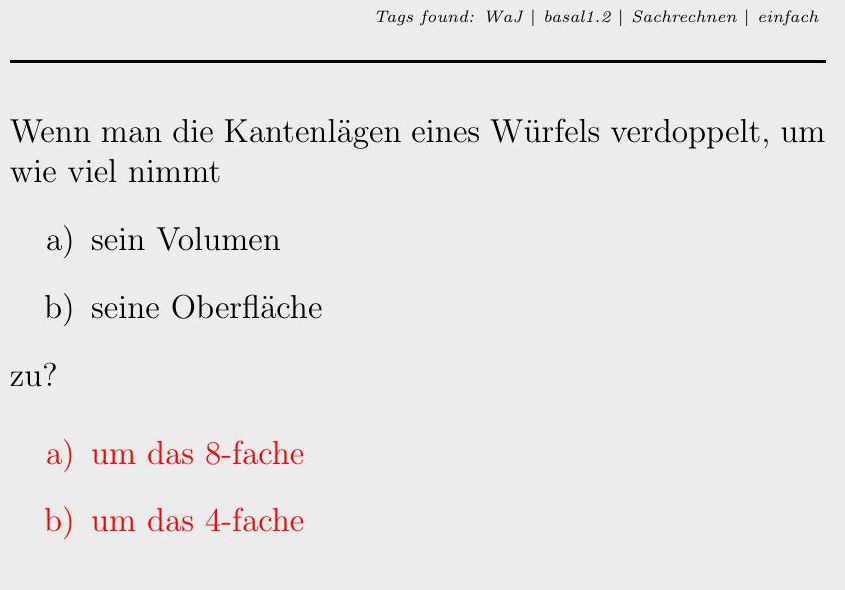 Tags found: WaJ | basal1.2 | Sachrechnen | einfach
Wenn man die Kantenlägen eines Würfels verdoppelt, um
wie viel nimmt
a) sein Volumen
b) seine Oberfläche
zu?
a) um das 8-fache
b) um das 4-fache